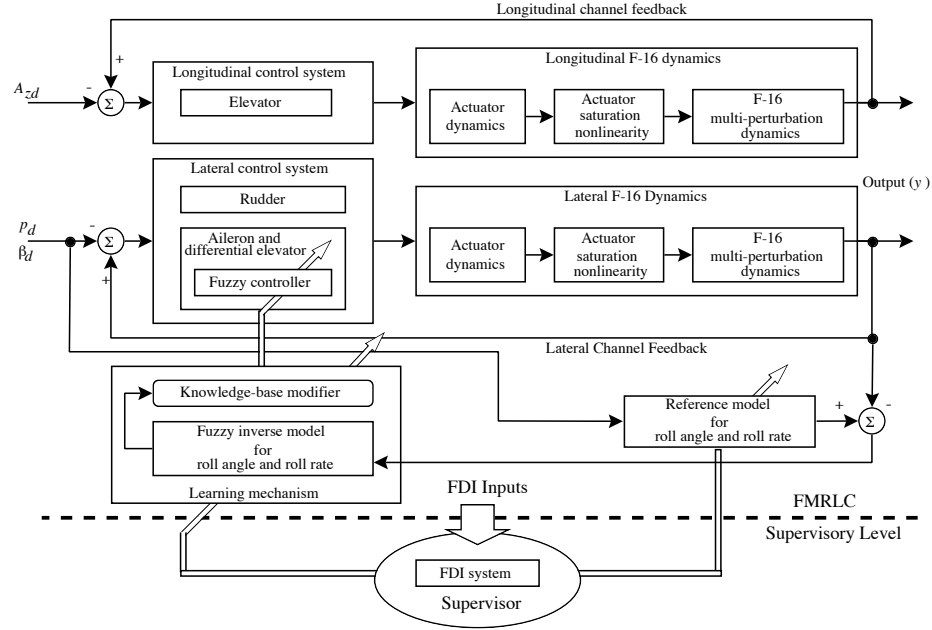 Longitudinal channel feedback
+
Longitudinal control system
Longitudinal F-16 dynamics
A_zd
-
Σ
Elevator
Actuator
dynamics
Actuator
saturation
nonlinearity
F-16
multi-perturbation
dynamics
Lateral control system
Output (y )
Rudder
Lateral F-16 Dynamics
p_d
β_d
-
Σ
+
Aileron and
differential elevator
Fuzzy controller
Actuator
dynamics
Actuator
saturation
nonlinearity
F-16
multi-perturbation
dynamics
Lateral Channel Feedback
Knowledge-base modifier
Reference model
for
roll angle and roll rate
+
-
Σ
Fuzzy inverse model
for
roll angle and roll rate
Learning mechanism
FDI Inputs
FMRLC
Supervisory Level
FDI system
Supervisor